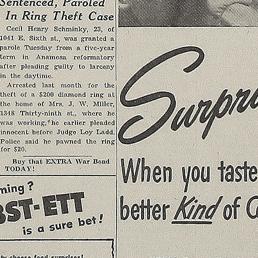 Sentenced, Paroled
In Ring Theft Case
Cecil Henry Schminky, 23, of
1041 E. Sixth st., was granted a
parole Tuesday from a five-year
term in Anamosa reformatory
after pleading guilty to larceny
in the daytime.
Arrested last month for the
theft of a $200 diamond ring at
the home of Mrs. J. W. Miller,
1348 Thirty-ninth st., where
he was working, he earlier pleaded
innocent before Judge Loy Ladd.
Police said he pawned the ring
for $20.
Buy that EXTRA War Bond
TODAY!
ming?
BST-ETT
is a sure bet!
food surprises!
Surpri
When you taste
better Kind of C